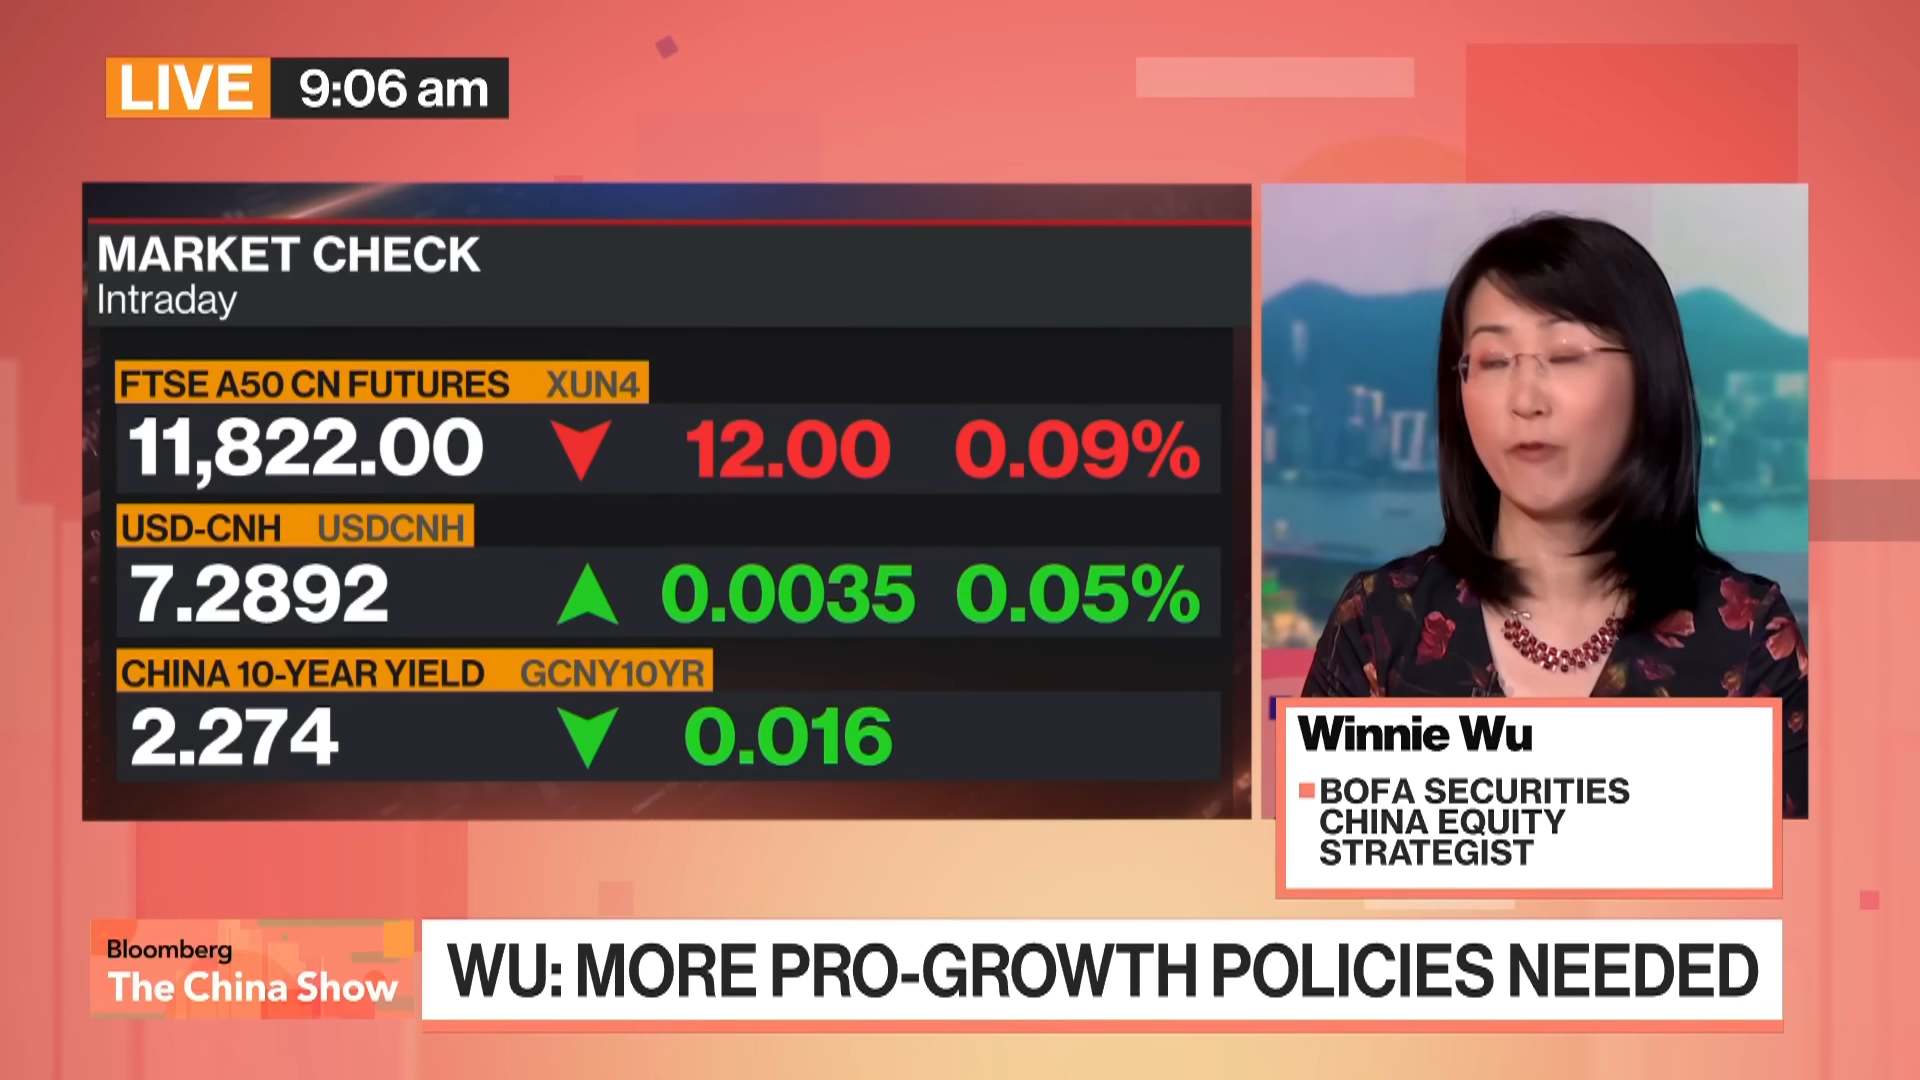 LIVE 9:06 am
MARKET CHECK
Intraday
FTSE A50 CN FUTURES XUN4
11,822.00 12.00 0.09%
USD-CNH USDCNH
7.2892 0.0035 0.05%
CHINA 10-YEAR YIELD GCNY10YR
2.274 0.016
Winnie Wu
BOFA SECURITIES
CHINA EQUITY
STRATEGIST
Bloomberg
The China Show
WU: MORE PRO-GROWTH POLICIES NEEDED